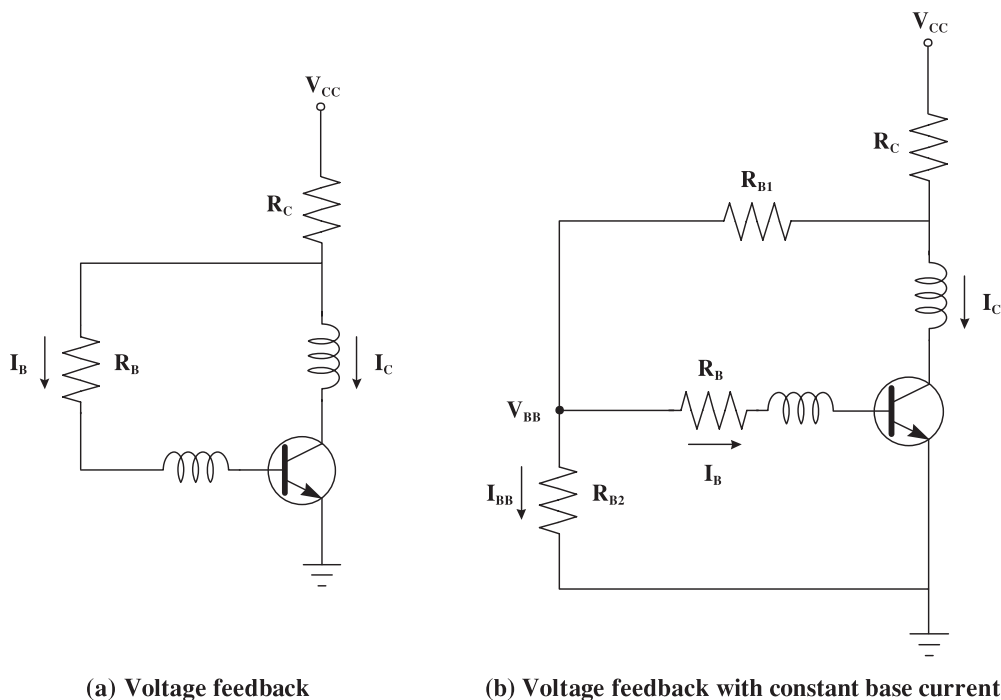 V_CC
R_C
I_B
R_B
I_C
(a) Voltage feedback
V_CC
R_C
R_B1
I_C
R_B
V_BB
I_B
I_BB
R_B2
(b) Voltage feedback with constant base current